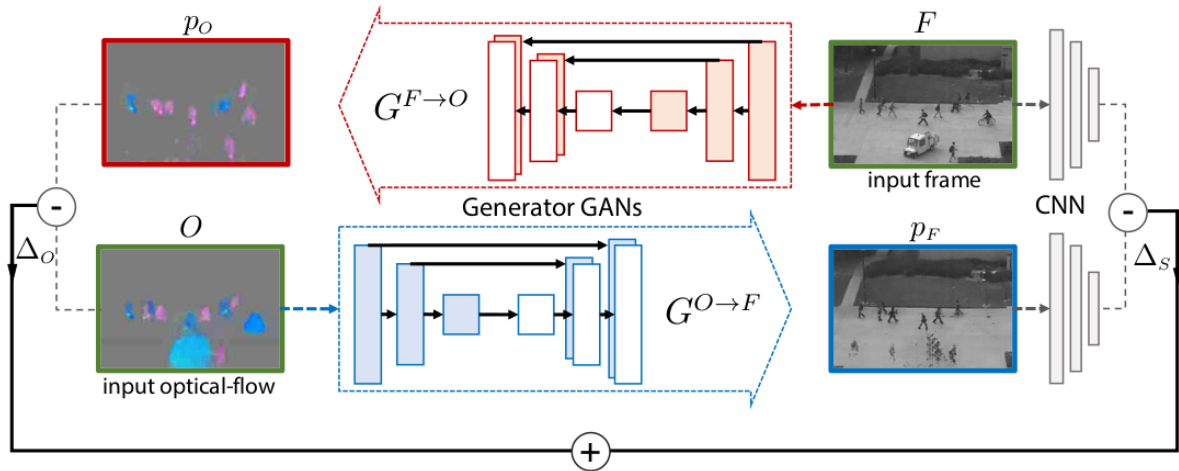 p_O
F
G^{F→O}
input frame
-
Generator GANs
CNN
-
Δ_O
O
p_F
Δ_S
G^{O→F}
input optical-flow
+